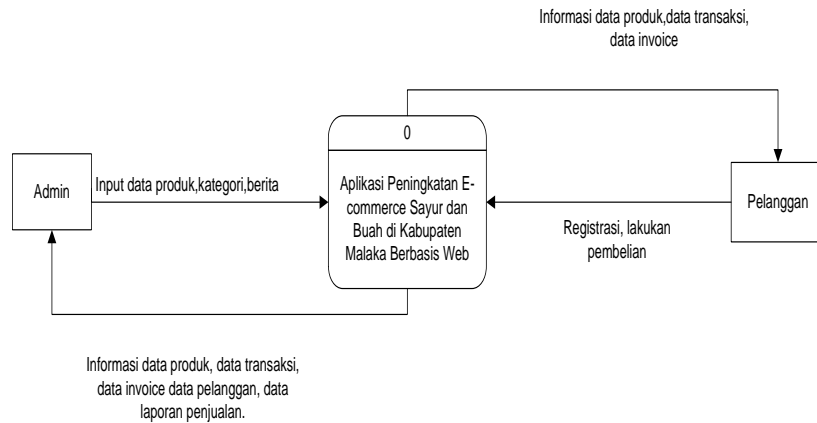 Informasi data produk,data transaksi,
data invoice
0
Admin
Input data produk,kategori,berita
Aplikasi Peningkatan E-
commerce Sayur dan
Buah di Kabupaten
Malaka Berbasis Web
Pelanggan
Registrasi, lakukan
pembelian
Informasi data produk, data transaksi,
data invoice data pelanggan, data
laporan penjualan.